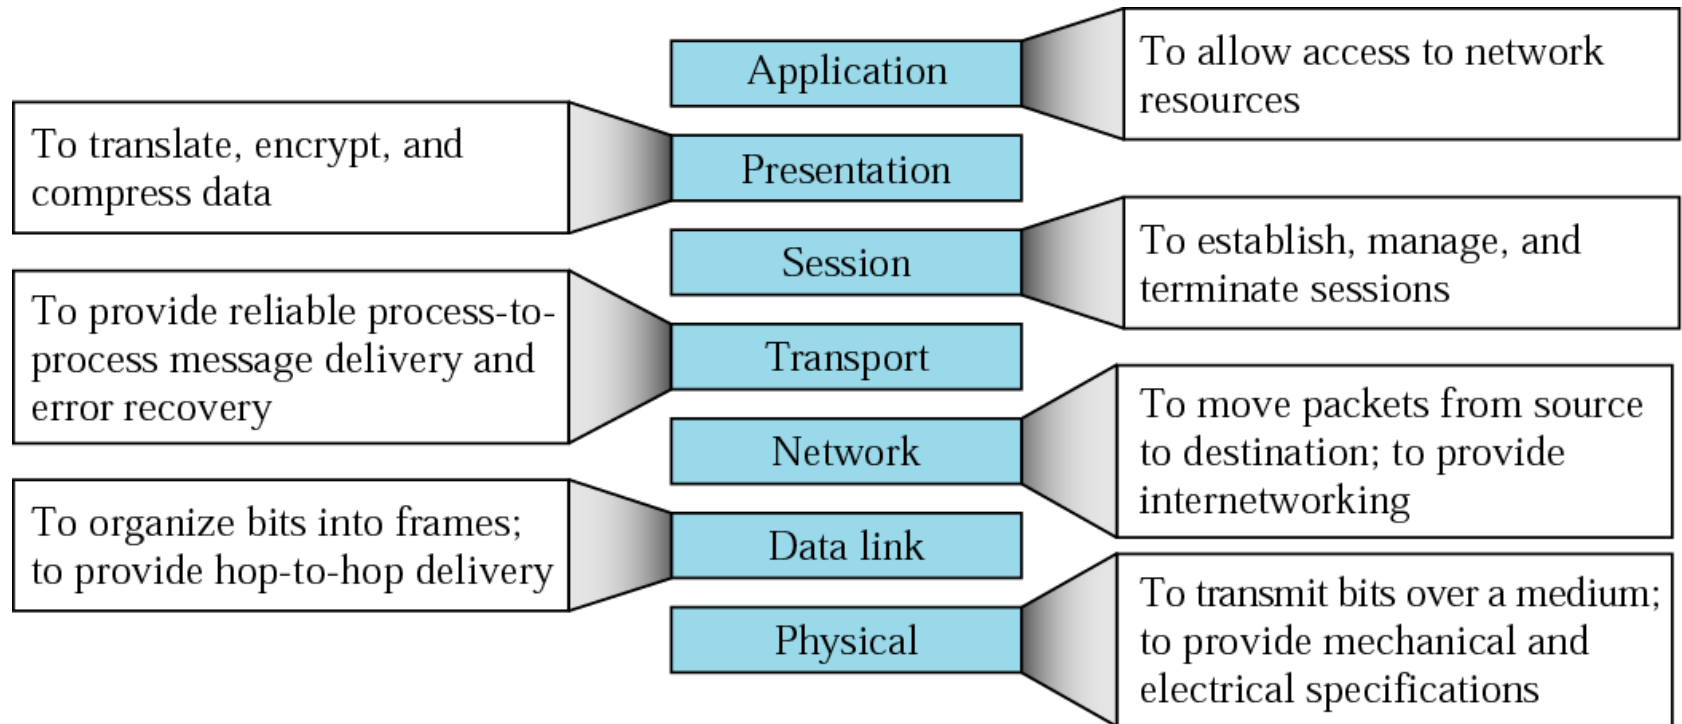 Application
To allow access to network
resources
To translate, encrypt, and
compress data
Presentation
Session
To establish, manage, and
terminate sessions
To provide reliable process-to-
process message delivery and
error recovery
Transport
Network
To move packets from source
to destination; to provide
internetworking
To organize bits into frames;
to provide hop-to-hop delivery
Data link
Physical
To transmit bits over a medium;
to provide mechanical and
electrical specifications